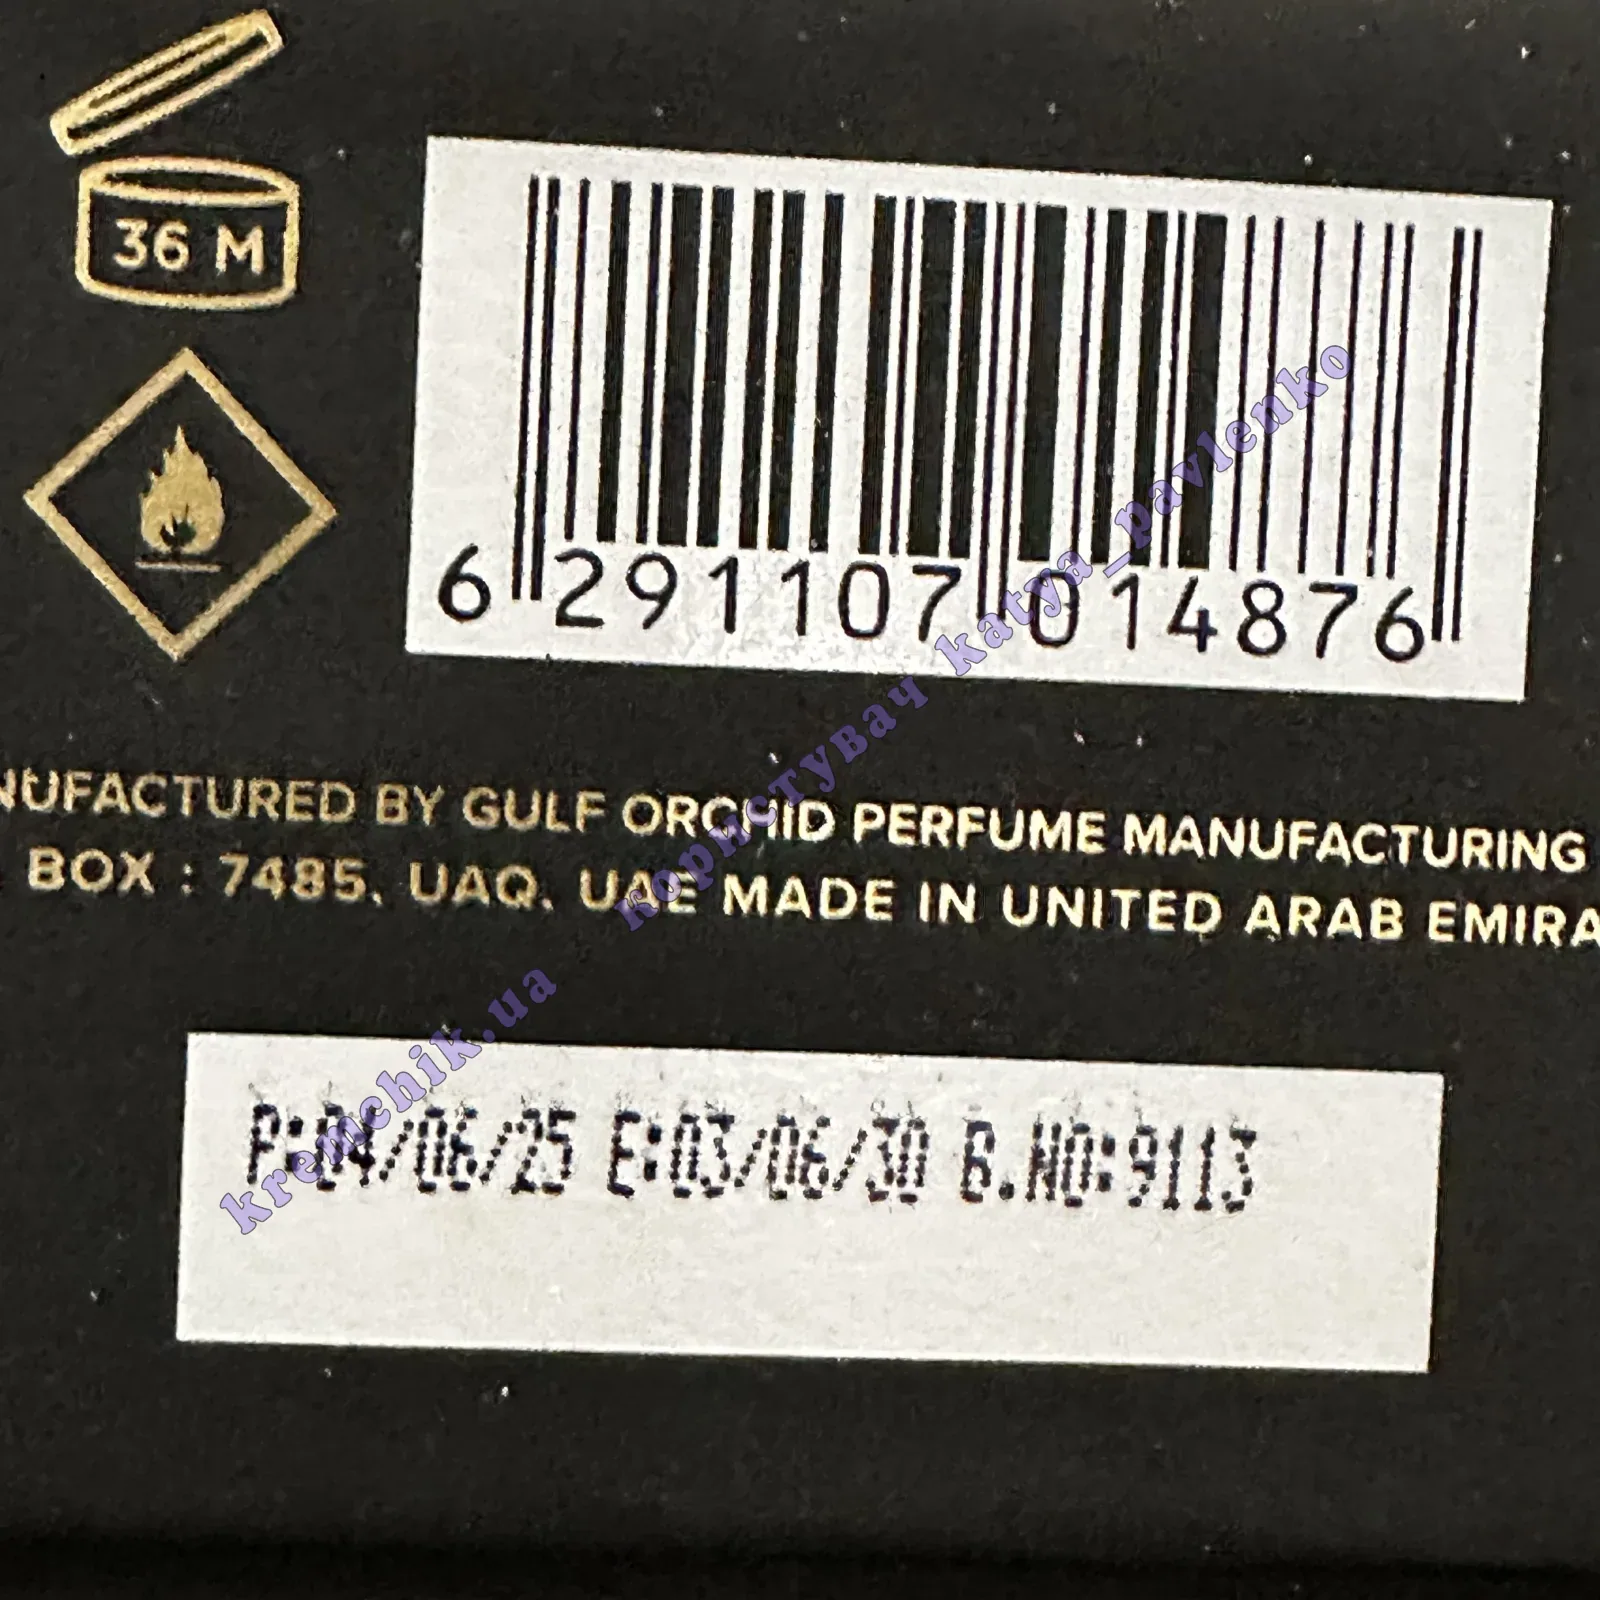 36 M
6 291107 014876
NUFACTURED BY GULF ORCHID PERFUME MANUFACTURING
BOX : 7485, UAQ. UAE MADE IN UNITED ARAB EMIRA
P:04/06/25 E:03/06/30 B.NO:9113
kremchik.ua користувач katya_pavlenko